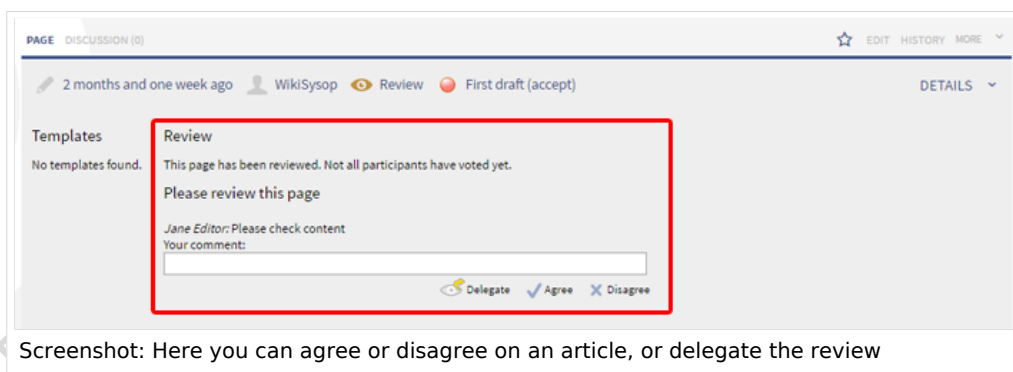 PAGE DISCUSSION (0) EDIT HISTORY MORE
2 months and one week ago WikiSysop Review First draft (accept) DETAILS
Templates
No templates found.
Review
This page has been reviewed. Not all participants have voted yet.
Please review this page
Jane Editor: Please check content
Your comment:
Delegate Agree Disagree
Screenshot: Here you can agree or disagree on an article, or delegate the review